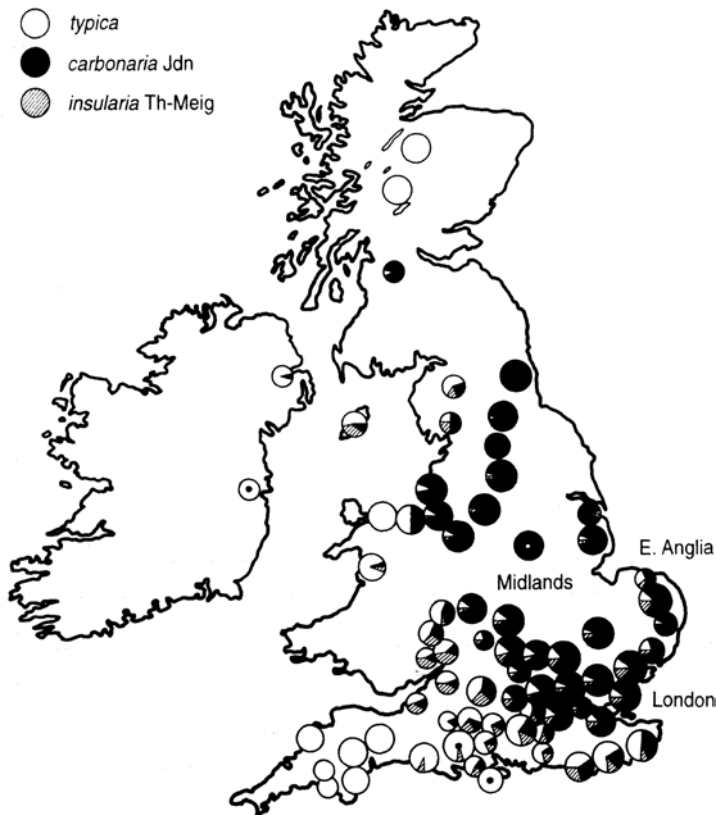 typica
carbonaria Jdn
insularia Th-Meig
E. Anglia
Midlands
London